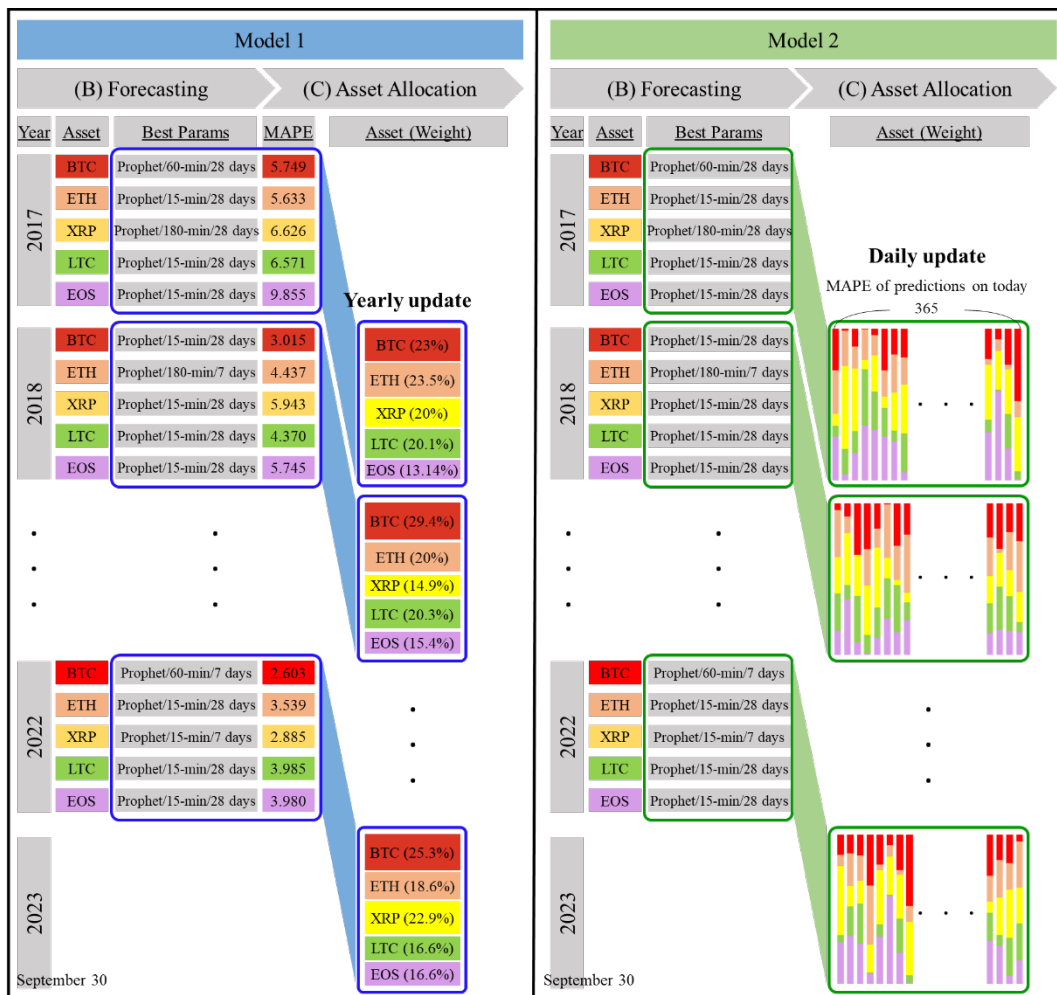 Model 1
(B) Forecasting
(C) Asset Allocation
Year Asset Best Params MAPE Asset (Weight)
2017
BTC Prophet/60-min/28 days 5.749
ETH Prophet/15-min/28 days 5.633
XRP Prophet/180-min/28 days 6.626
LTC Prophet/15-min/28 days 6.571
EOS Prophet/15-min/28 days 9.855
Yearly update
2018
BTC Prophet/15-min/28 days 3.015
ETH Prophet/180-min/7 days 4.437
XRP Prophet/15-min/28 days 5.943
LTC Prophet/15-min/28 days 4.370
EOS Prophet/15-min/28 days 5.745
BTC (23%)
ETH (23.5%)
XRP (20%)
LTC (20.1%)
EOS (13.14%)
BTC (29.4%)
ETH (20%)
XRP (14.9%)
LTC (20.3%)
EOS (15.4%)
2022
BTC Prophet/60-min/7 days 2.603
ETH Prophet/15-min/28 days 3.539
XRP Prophet/15-min/7 days 2.885
LTC Prophet/15-min/28 days 3.985
EOS Prophet/15-min/28 days 3.980
2023
BTC (25.3%)
ETH (18.6%)
XRP (22.9%)
LTC (16.6%)
EOS (16.6%)
September 30
Model 2
(B) Forecasting
(C) Asset Allocation
Year Asset Best Params Asset (Weight)
2017
BTC Prophet/60-min/28 days
ETH Prophet/15-min/28 days
XRP Prophet/180-min/28 days
LTC Prophet/15-min/28 days
EOS Prophet/15-min/28 days
Daily update
MAPE of predictions on today
365
2018
BTC Prophet/15-min/28 days
ETH Prophet/180-min/7 days
XRP Prophet/15-min/28 days
LTC Prophet/15-min/28 days
EOS Prophet/15-min/28 days
2022
BTC Prophet/60-min/7 days
ETH Prophet/15-min/28 days
XRP Prophet/15-min/7 days
LTC Prophet/15-min/28 days
EOS Prophet/15-min/28 days
2023
September 30